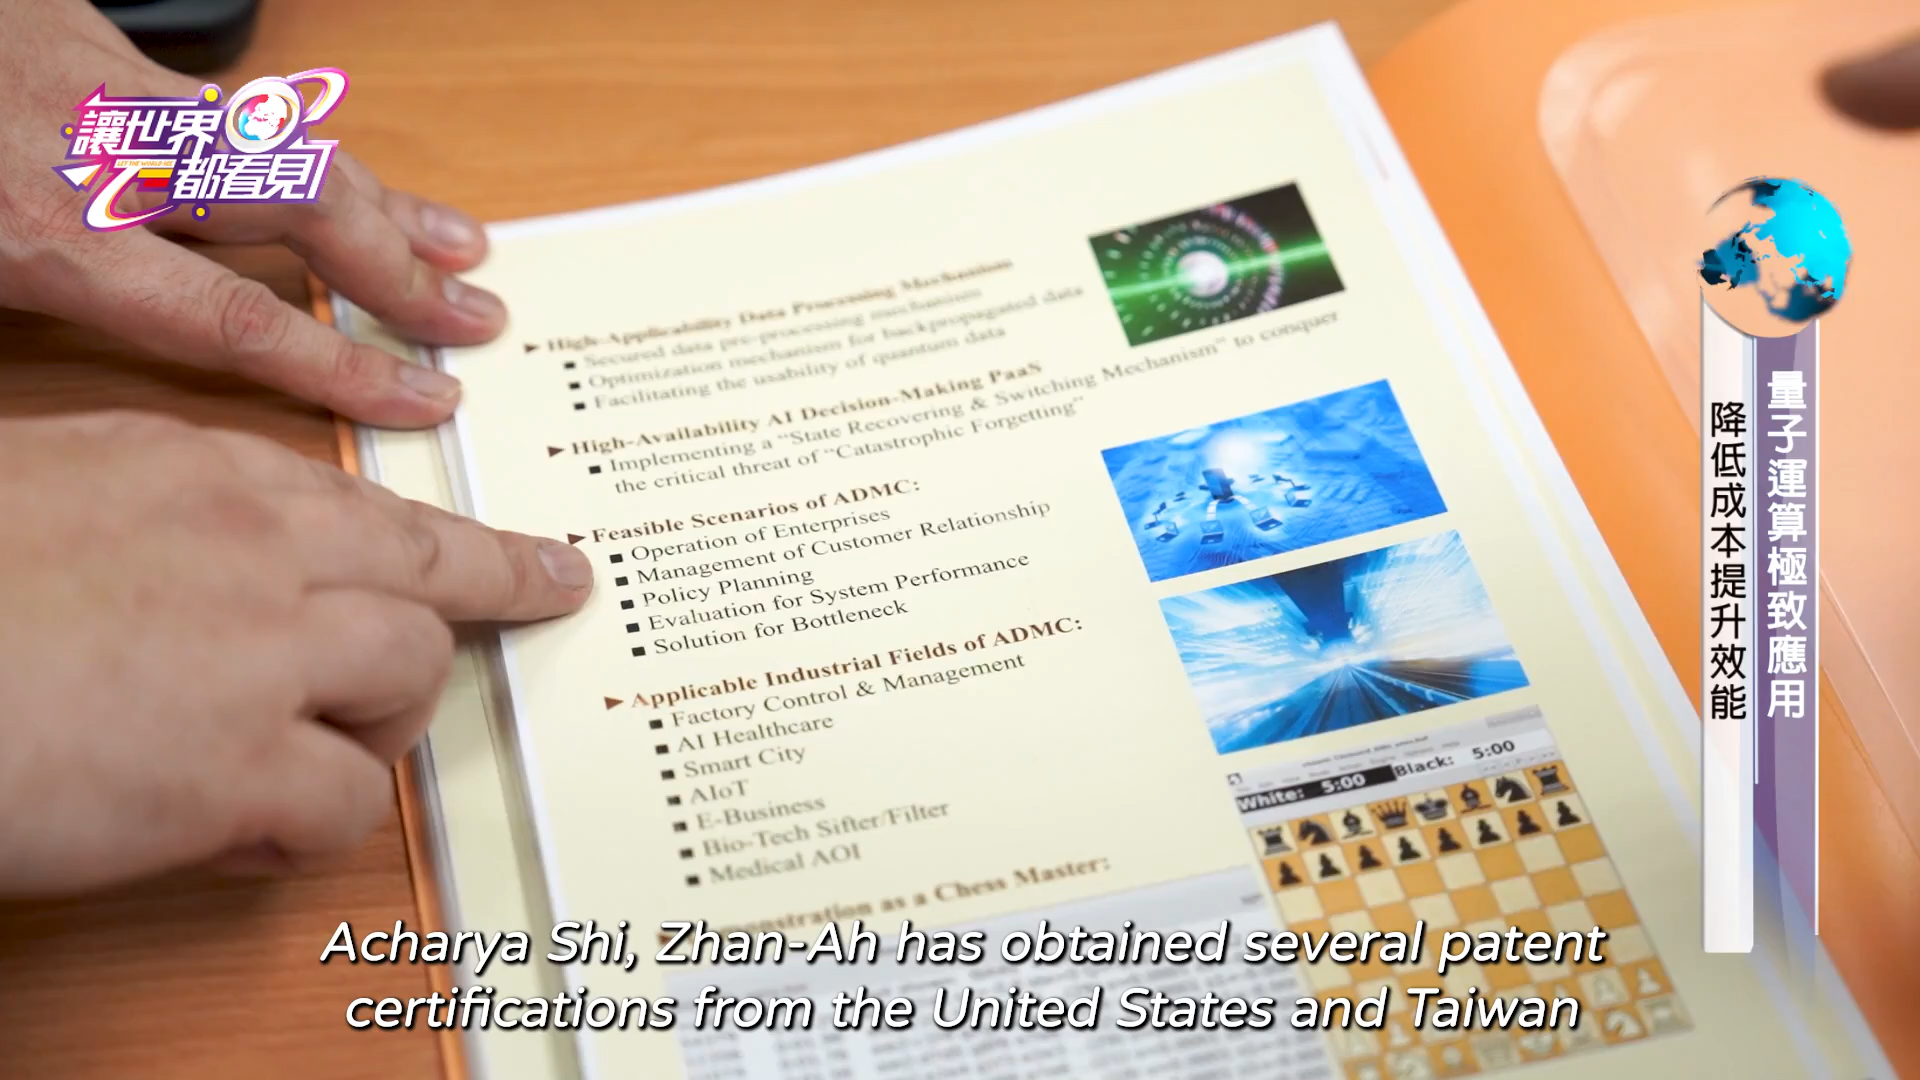 讓世界
都看見
LET THE WORLD SEE
► High-Applicability Data Processing Mechanism
■ Secured data pre-processing mechanism
■ Optimization mechanism for backpropagated data
■ Facilitating the usability of quantum data
► High-Availability AI Decision-Making PaaS
■ Implementing a “State Recovering & Switching Mechanism” to conquer
the critical threat of “Catastrophic Forgetting”
► Feasible Scenarios of ADMC:
■ Operation of Enterprises
■ Management of Customer Relationship
■ Policy Planning
■ Evaluation for System Performance
■ Solution for Bottleneck
► Applicable Industrial Fields of ADMC:
■ Factory Control & Management
■ AI Healthcare
■ Smart City
■ AIoT
■ E-Business
■ Bio-Tech Sifter/Filter
■ Medical AOI
as a Chess Master:
White: 5:00 Black: 5:00
量子運算極致應用
降低成本提升效能
Acharya Shi, Zhan-Ah has obtained several patent
certifications from the United States and Taiwan